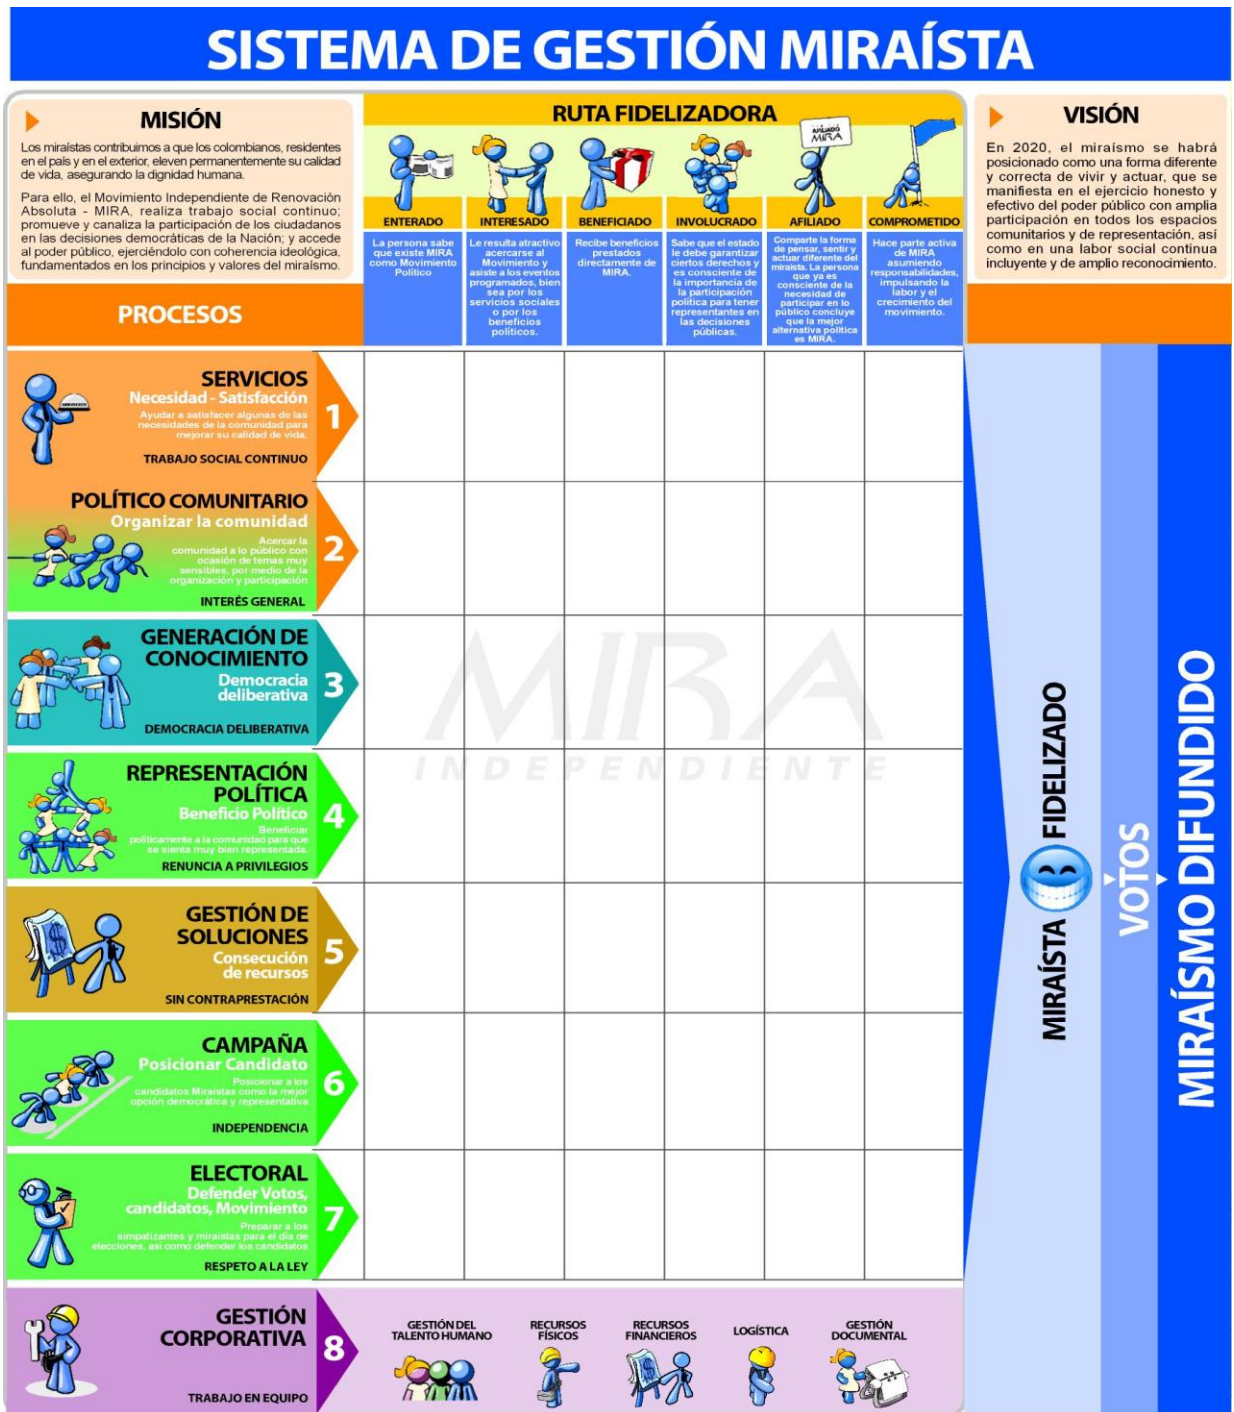 SISTEMA DE GESTIÓN MIRAÍSTA
MISIÓN
Los miraístas contribuimos a que los colombianos, residentes
en el país y en el exterior, eleven permanentemente su calidad
de vida, asegurando la dignidad humana.
Para ello, el Movimiento Independiente de Renovación
Absoluta - MIRA, realiza trabajo social continuo;
promueve y canaliza la participación de los ciudadanos
en las decisiones democráticas de la Nación; y accede
al poder público, ejerciéndolo con coherencia ideológica,
fundamentados en los principios y valores del miraísmo.
PROCESOS
RUTA FIDELIZADORA
AFILIADO
MIRA
ENTERADO
INTERESADO
BENEFICIADO
INVOLUCRADO
AFILIADO
COMPROMETIDO
La persona sabe
que existe MIRA
como Movimiento
Político
Le resulta atractivo
acercarse al
Movimiento y
asiste a los eventos
programados, bien
sea por los
servicios sociales
o por los
beneficios
políticos.
Recibe beneficios
prestados
directamente de
MIRA.
Sabe que el estado
le debe garantizar
ciertos derechos y
es consciente de
la importancia de
la participación
política para tener
representantes en
las decisiones
públicas.
Comparte la forma
de pensar, sentir y
actuar diferente del
miraísta. La persona
que ya es
consciente de la
necesidad de
participar en lo
público concluye
que la mejor
alternativa política
es MIRA.
Hace parte activa
de MIRA
asumiendo
responsabilidades,
impulsando la
labor y el
crecimiento del
movimiento.
VISIÓN
En 2020, el miraísmo se habrá
posicionado como una forma diferente
y correcta de vivir y actuar, que se
manifiesta en el ejercicio honesto y
efectivo del poder público con amplia
participación en todos los espacios
comunitarios y de representación, así
como en una labor social continua
incluyente y de amplio reconocimiento.
SERVICIOS
Necesidad - Satisfacción
Ayudar a satisfacer algunas de las
necesidades de la comunidad para
mejorar su calidad de vida.
TRABAJO SOCIAL CONTINUO
1
POLÍTICO COMUNITARIO
Organizar la comunidad
Acercar la
comunidad a lo público con
ocasión de temas muy
sensibles, por medio de la
organización y participación
INTERÉS GENERAL
2
GENERACIÓN DE
CONOCIMIENTO
Democracia
deliberativa
DEMOCRACIA DELIBERATIVA
3
MIRA
INDEPENDIENTE
REPRESENTACIÓN
POLÍTICA
Beneficio Político
Beneficiar
políticamente a la comunidad para que
se sienta muy bien representada.
RENUNCIA A PRIVILEGIOS
4
GESTIÓN DE
SOLUCIONES
Consecución
de recursos
SIN CONTRAPRESTACIÓN
5
CAMPAÑA
Posicionar Candidato
Posicionar a los
candidatos Miraístas como la mejor
opción democrática y representativa
INDEPENDENCIA
6
ELECTORAL
Defender Votos,
candidatos, Movimiento
Preparar a los
simpatizantes y miraístas para el día de
elecciones, así como defender los candidatos
RESPETO A LA LEY
7
GESTIÓN
CORPORATIVA
TRABAJO EN EQUIPO
8
GESTIÓN DEL
TALENTO HUMANO
RECURSOS
FÍSICOS
RECURSOS
FINANCIEROS
LOGÍSTICA
GESTIÓN
DOCUMENTAL
MIRAÍSTA FIDELIZADO
VOTOS
MIRAÍSMO DIFUNDIDO